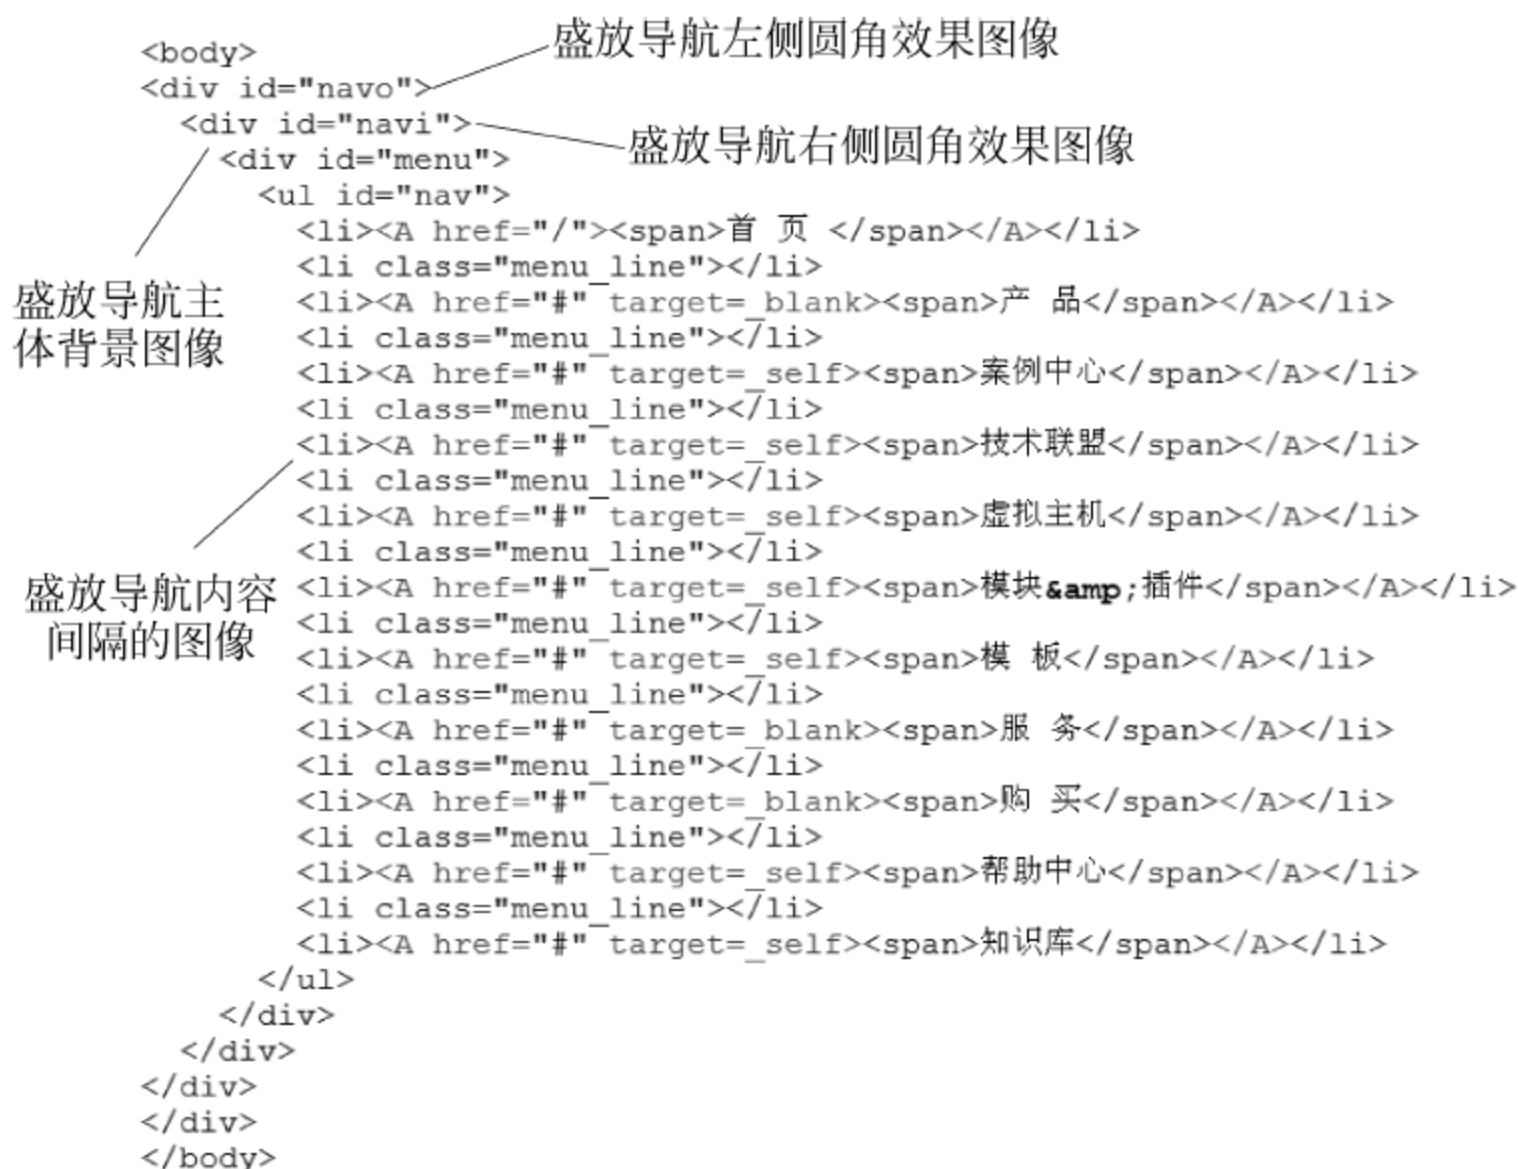 盛放导航左侧圆角效果图像
<body>
<div id="navo">
<div id="navi">
盛放导航右侧圆角效果图像
<div id="menu">
<ul id="nav">
<li><A href="/"><span>首 页 </span></A></li>
<li class="menu_line"></li>
盛放导航主
体背景图像
<li><A href="#" target=_blank><span>产 品</span></A></li>
<li class="menu_line"></li>
<li><A href="#" target=_self><span>案例中心</span></A></li>
<li class="menu_line"></li>
<li><A href="#" target=_self><span>技术联盟</span></A></li>
<li class="menu_line"></li>
<li><A href="#" target=_self><span>虚拟主机</span></A></li>
<li class="menu_line"></li>
盛放导航内容
间隔的图像
<li><A href="#" target=_self><span>模块&amp;插件</span></A></li>
<li class="menu_line"></li>
<li><A href="#" target=_self><span>模 板</span></A></li>
<li class="menu_line"></li>
<li><A href="#" target=_blank><span>服 务</span></A></li>
<li class="menu_line"></li>
<li><A href="#" target=_blank><span>购 买</span></A></li>
<li class="menu_line"></li>
<li><A href="#" target=_self><span>帮助中心</span></A></li>
<li class="menu_line"></li>
<li><A href="#" target=_self><span>知识库</span></A></li>
</ul>
</div>
</div>
</div>
</div>
</body>